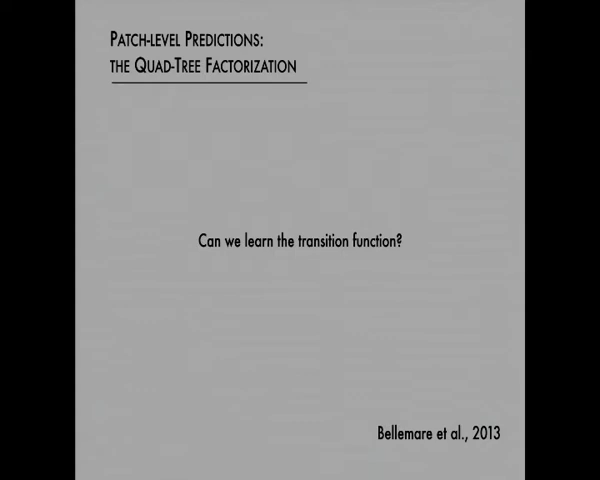 Patch-level Predictions:
the Quad-Tree Factorization
Can we learn the transition function?
Bellemare et al., 2013